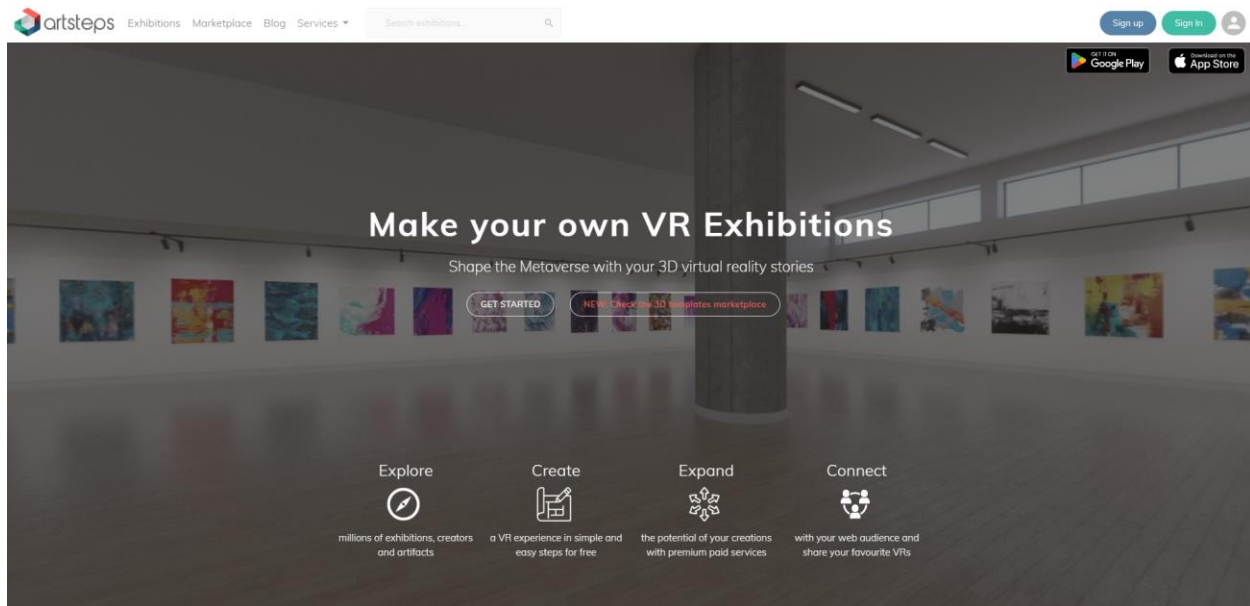 artsteps
Exhibitions Marketplace Blog Services
Search exhibitions...
Sign up Sign In
GET IT ON
Google Play
Download on the
App Store
Make your own VR Exhibitions
Shape the Metaverse with your 3D virtual reality stories
GET STARTED
NEW: Check the 3D templates marketplace
Explore
millions of exhibitions, creators
and artifacts
Create
a VR experience in simple and
easy steps for free
Expand
the potential of your creations
with premium paid services
Connect
with your web audience and
share your favourite VRs